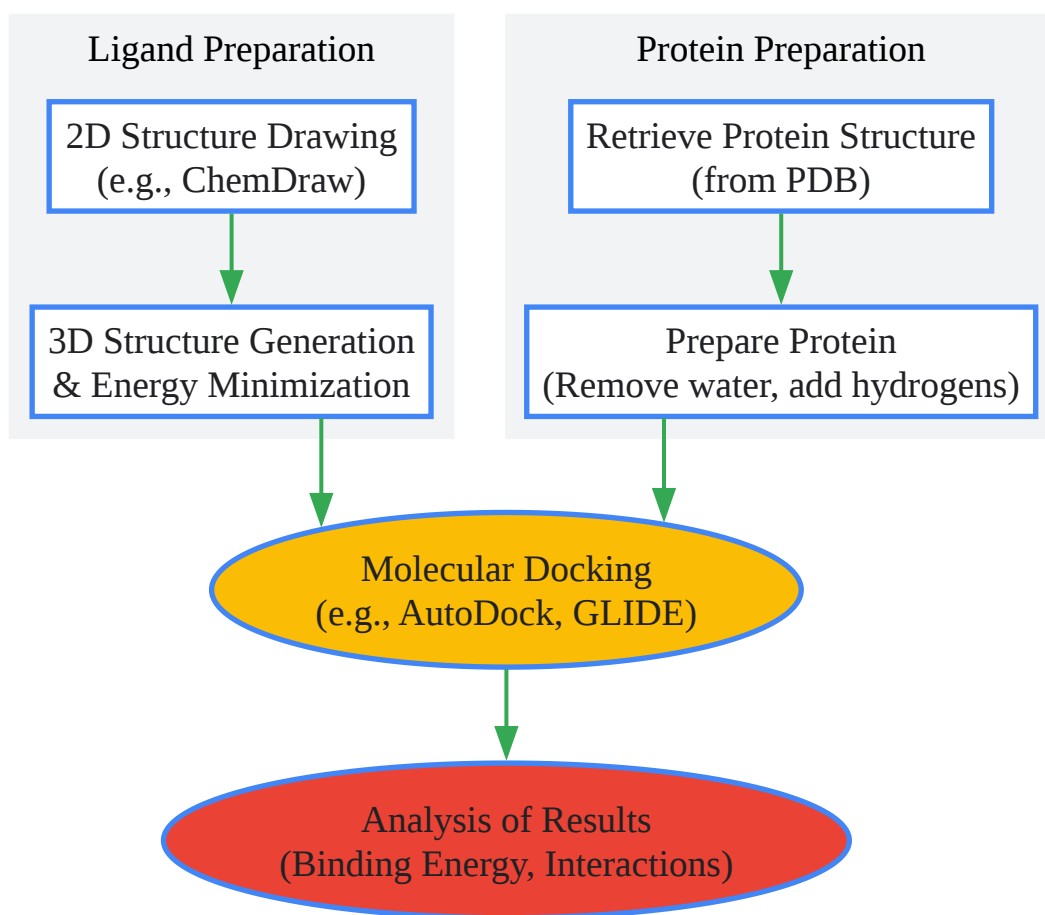 Ligand Preparation
2D Structure Drawing
(e.g., ChemDraw)
3D Structure Generation
& Energy Minimization
Protein Preparation
Retrieve Protein Structure
(from PDB)
Prepare Protein
(Remove water, add hydrogens)
Molecular Docking
(e.g., AutoDock, GLIDE)
Analysis of Results
(Binding Energy, Interactions)